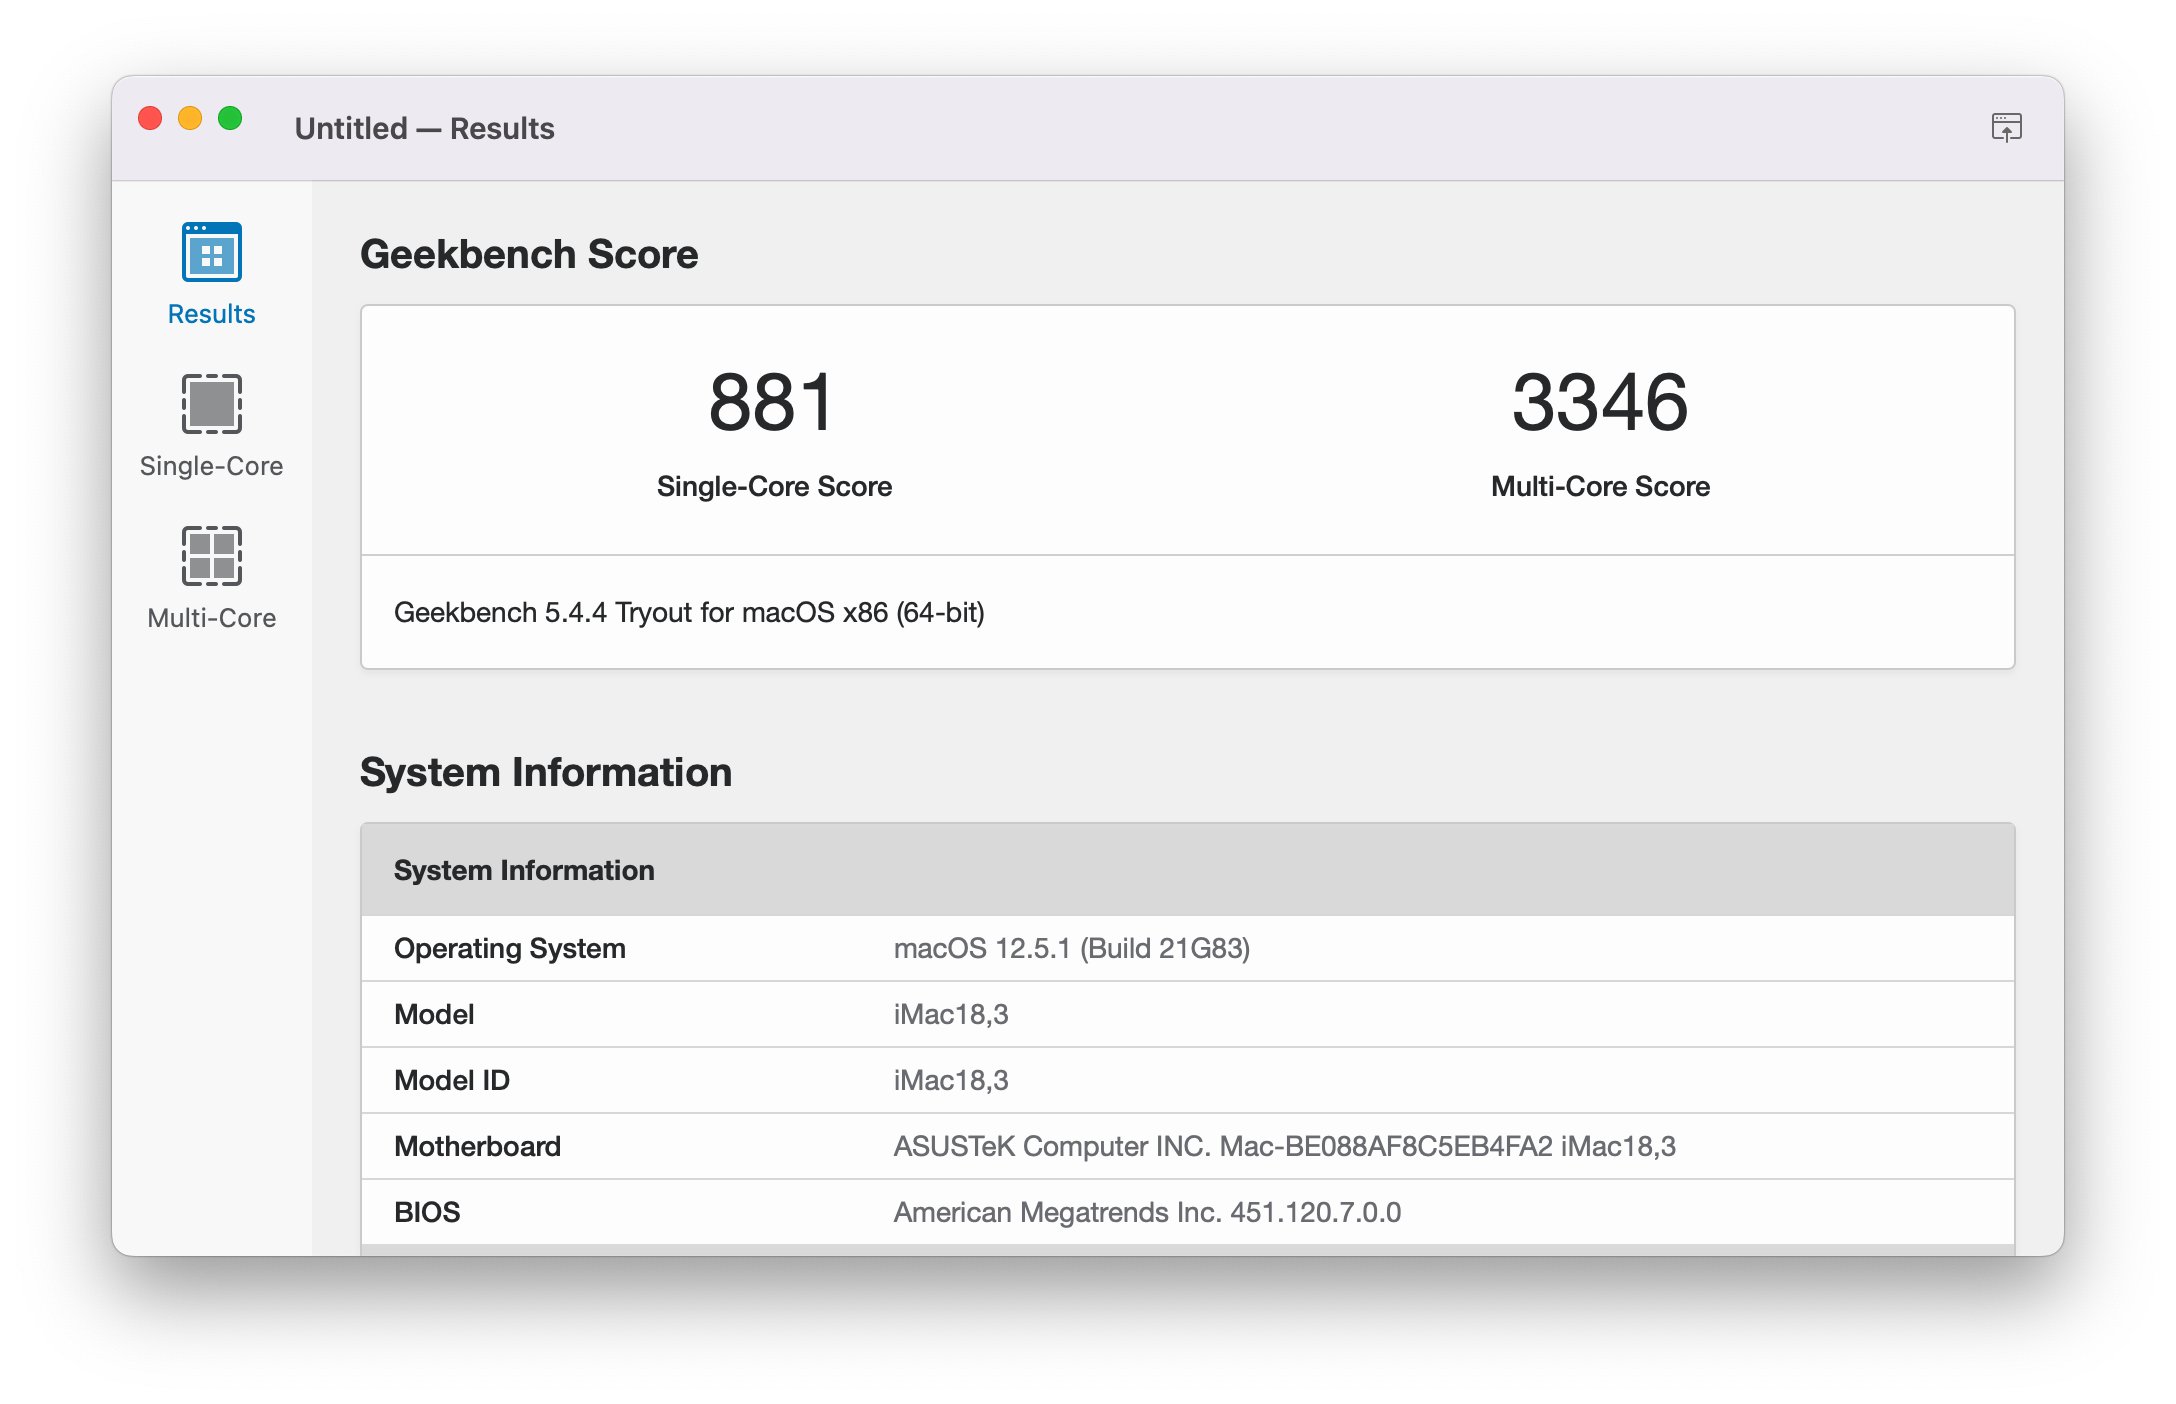 Untitled — Results
Results
Single-Core
Multi-Core
Geekbench Score
881
Single-Core Score
3346
Multi-Core Score
Geekbench 5.4.4 Tryout for macOS x86 (64-bit)
System Information
System Information
Operating System macOS 12.5.1 (Build 21G83)
Model iMac18,3
Model ID iMac18,3
Motherboard ASUSTeK Computer INC. Mac-BE088AF8C5EB4FA2 iMac18,3
BIOS American Megatrends Inc. 451.120.7.0.0